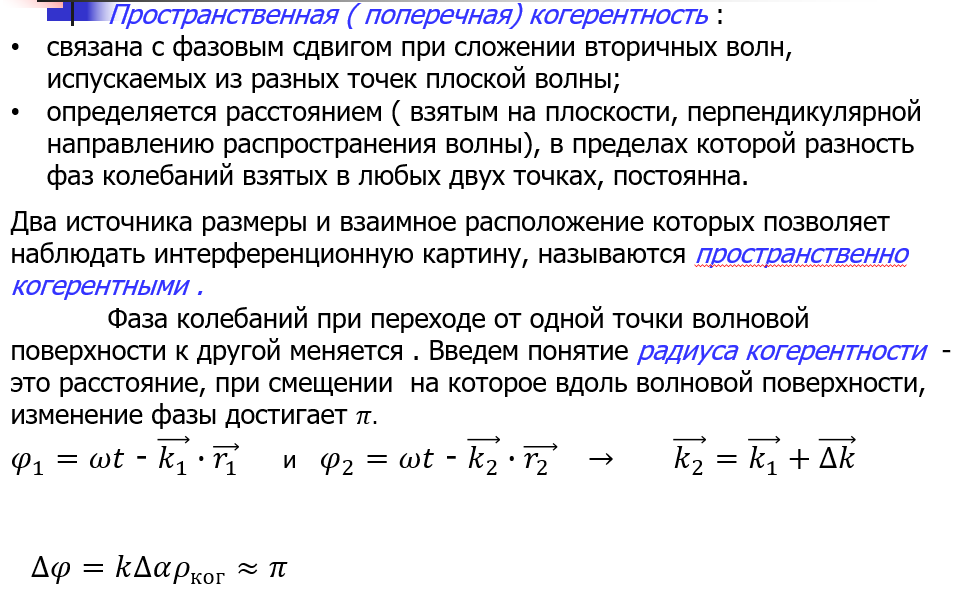 Пространственная ( поперечная) когерентность :
• связана с фазовым сдвигом при сложении вторичных волн,
испускаемых из разных точек плоской волны;
• определяется расстоянием ( взятым на плоскости, перпендикулярной
направлению распространения волны), в пределах которой разность
фаз колебаний взятых в любых двух точках, постоянна.
Два источника размеры и взаимное расположение которых позволяет
наблюдать интерференционную картину, называются пространственно
когерентными .
Фаза колебаний при переходе от одной точки волновой
поверхности к другой меняется . Введем понятие радиуса когерентности -
это расстояние, при смещении на которое вдоль волновой поверхности,
изменение фазы достигает π.
φ₁ = ωt - k₁⃗ · r₁⃗ и φ₂ = ωt - k₂⃗ · r₂⃗ → k₂⃗ = k₁⃗ + Δk⃗
Δφ = kΔαρ_ког ≈ π